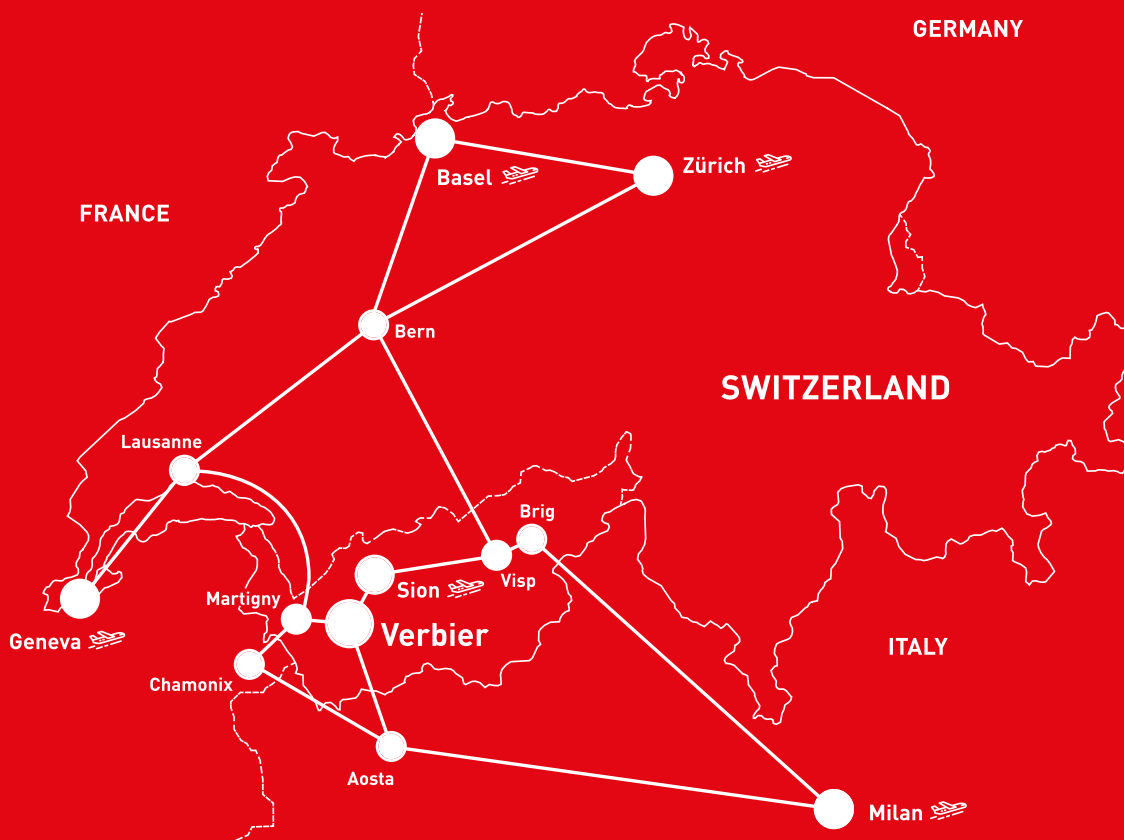 GERMANY
Zürich
Basel
FRANCE
Bern
SWITZERLAND
Lausanne
Brig
Visp
Sion
Martigny
Verbier
Geneva
ITALY
Chamonix
Aosta
Milan